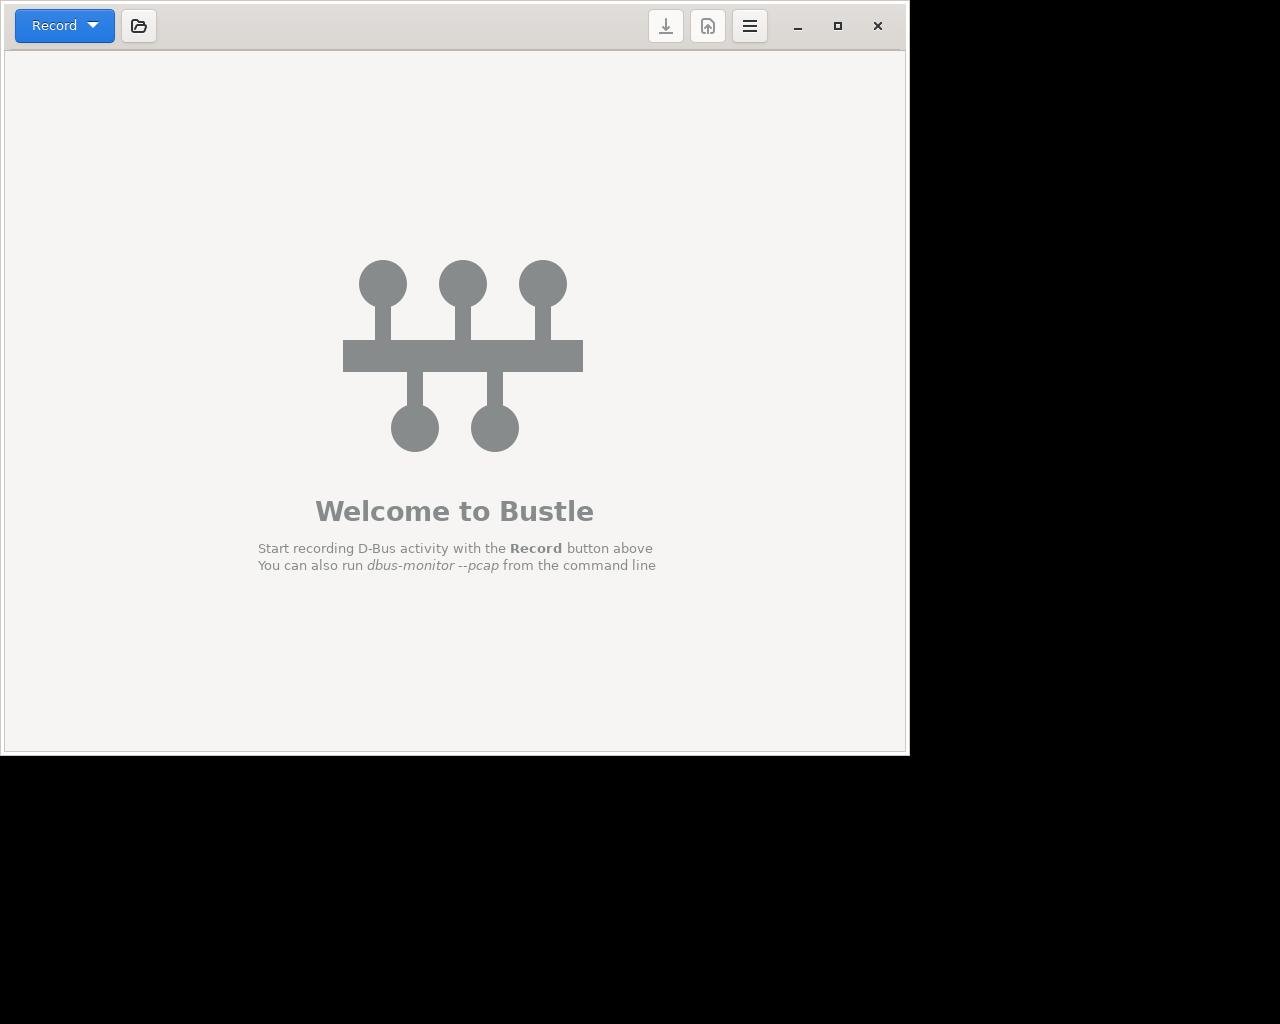 Record
Welcome to Bustle
Start recording D-Bus activity with the Record button above
You can also run dbus-monitor --pcap from the command line